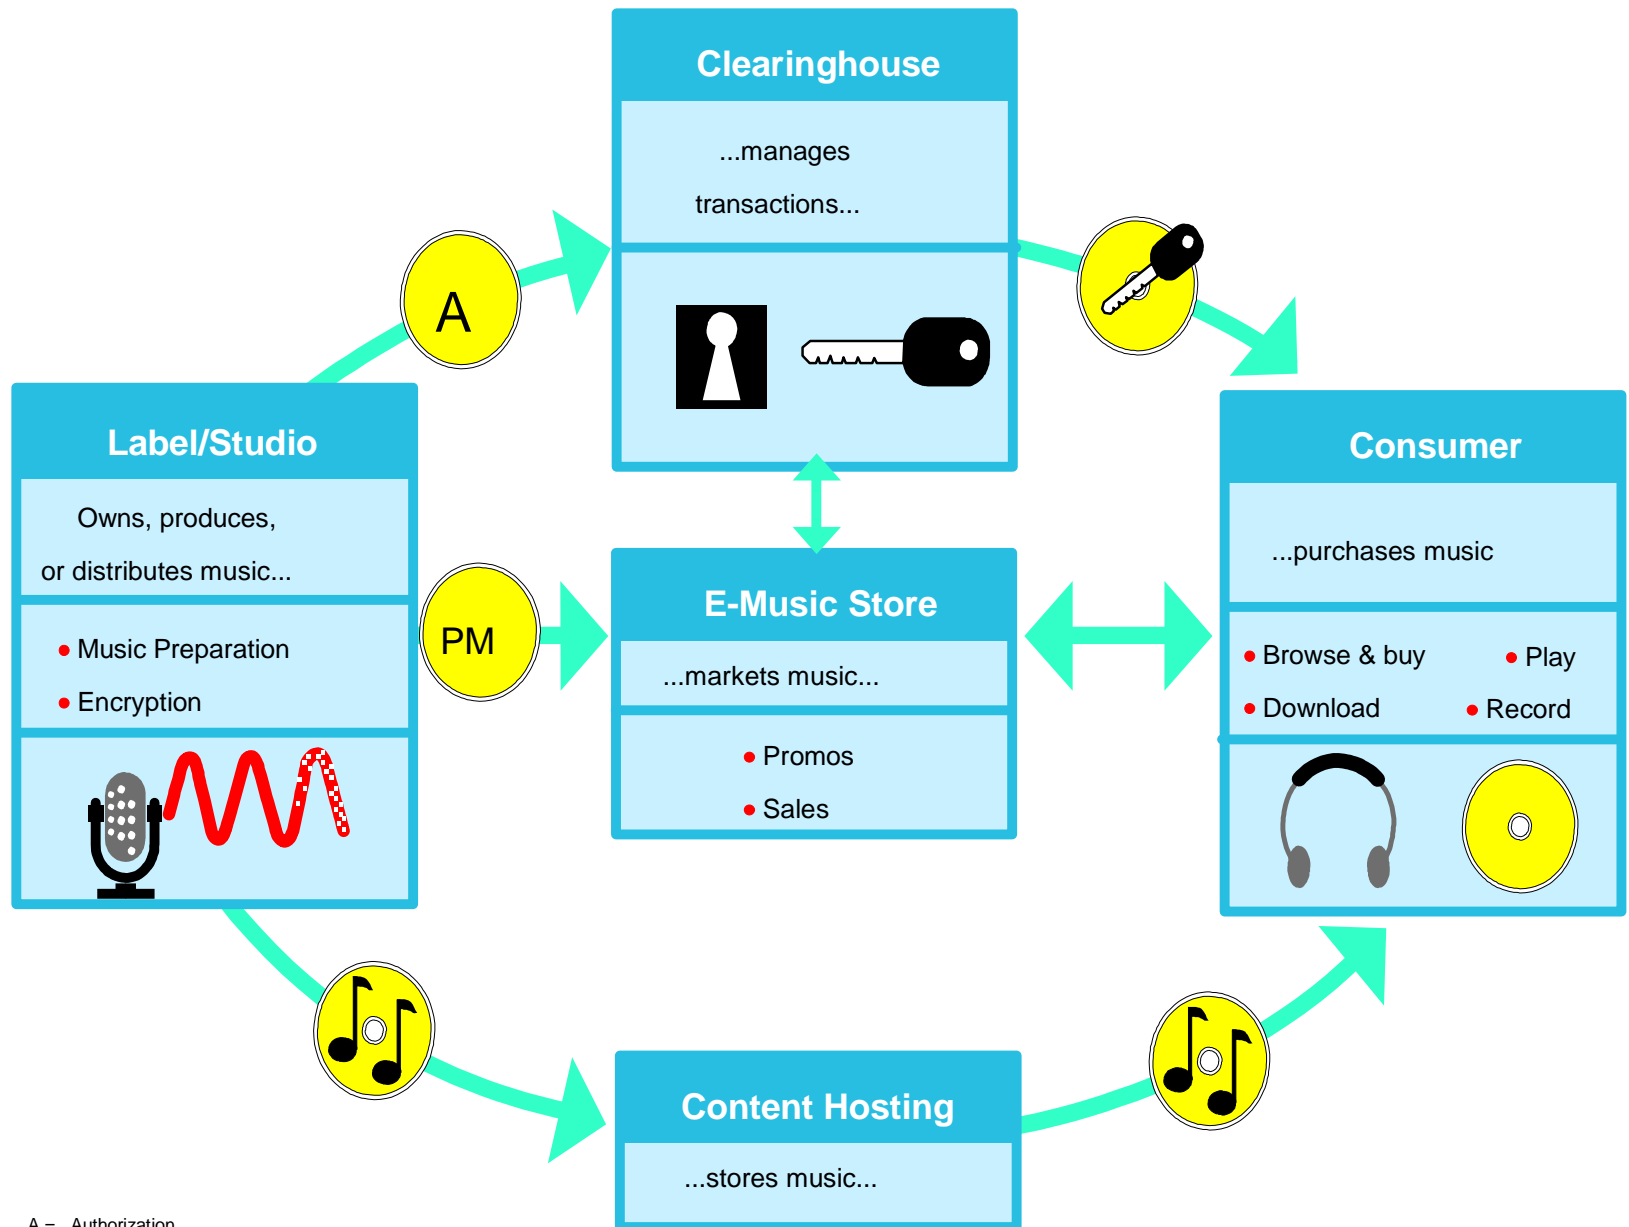 Clearinghouse
...manages
transactions...
A
Label/Studio
Owns, produces,
or distributes music...
• Music Preparation
• Encryption
PM
E-Music Store
...markets music...
• Promos
• Sales
Consumer
...purchases music
• Browse & buy • Play
• Download • Record
Content Hosting
...stores music...
A = Authorization